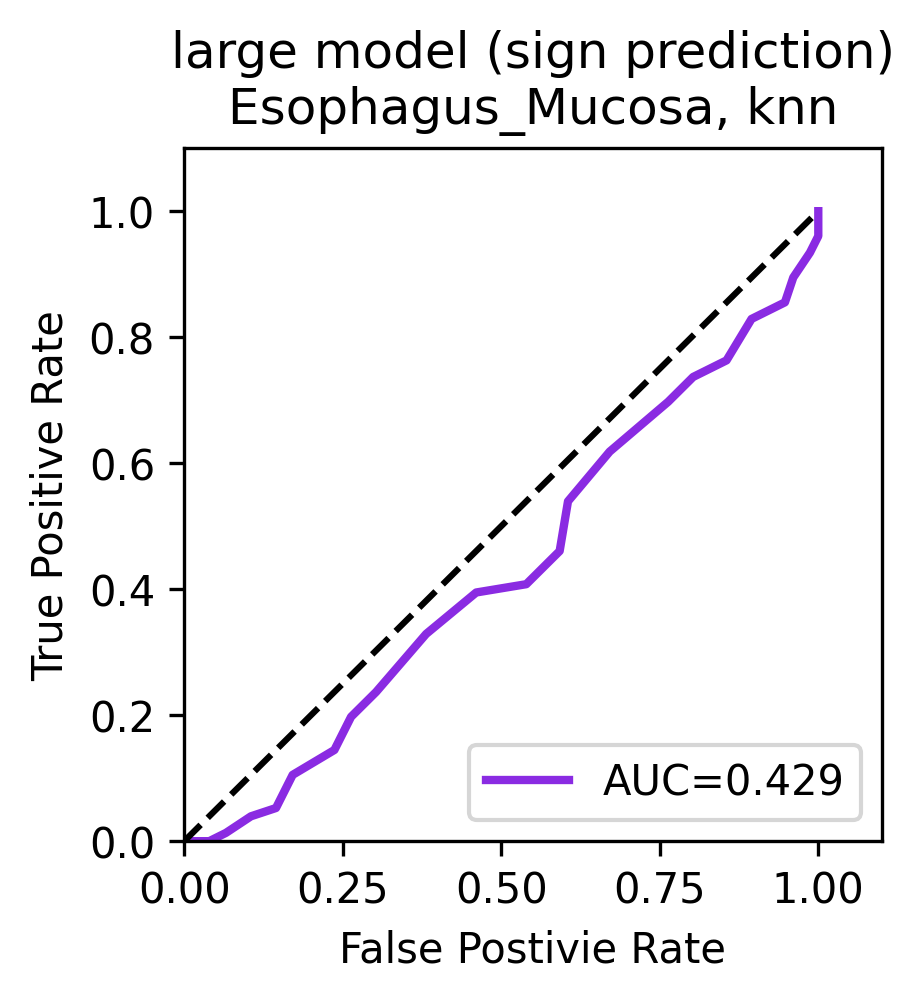 large model (sign prediction)
Esophagus_Mucosa, knn
1.0
0.8
0.6
0.4
0.2
0.0
True Positive Rate
AUC=0.429
0.00 0.25 0.50 0.75 1.00
False Postivie Rate